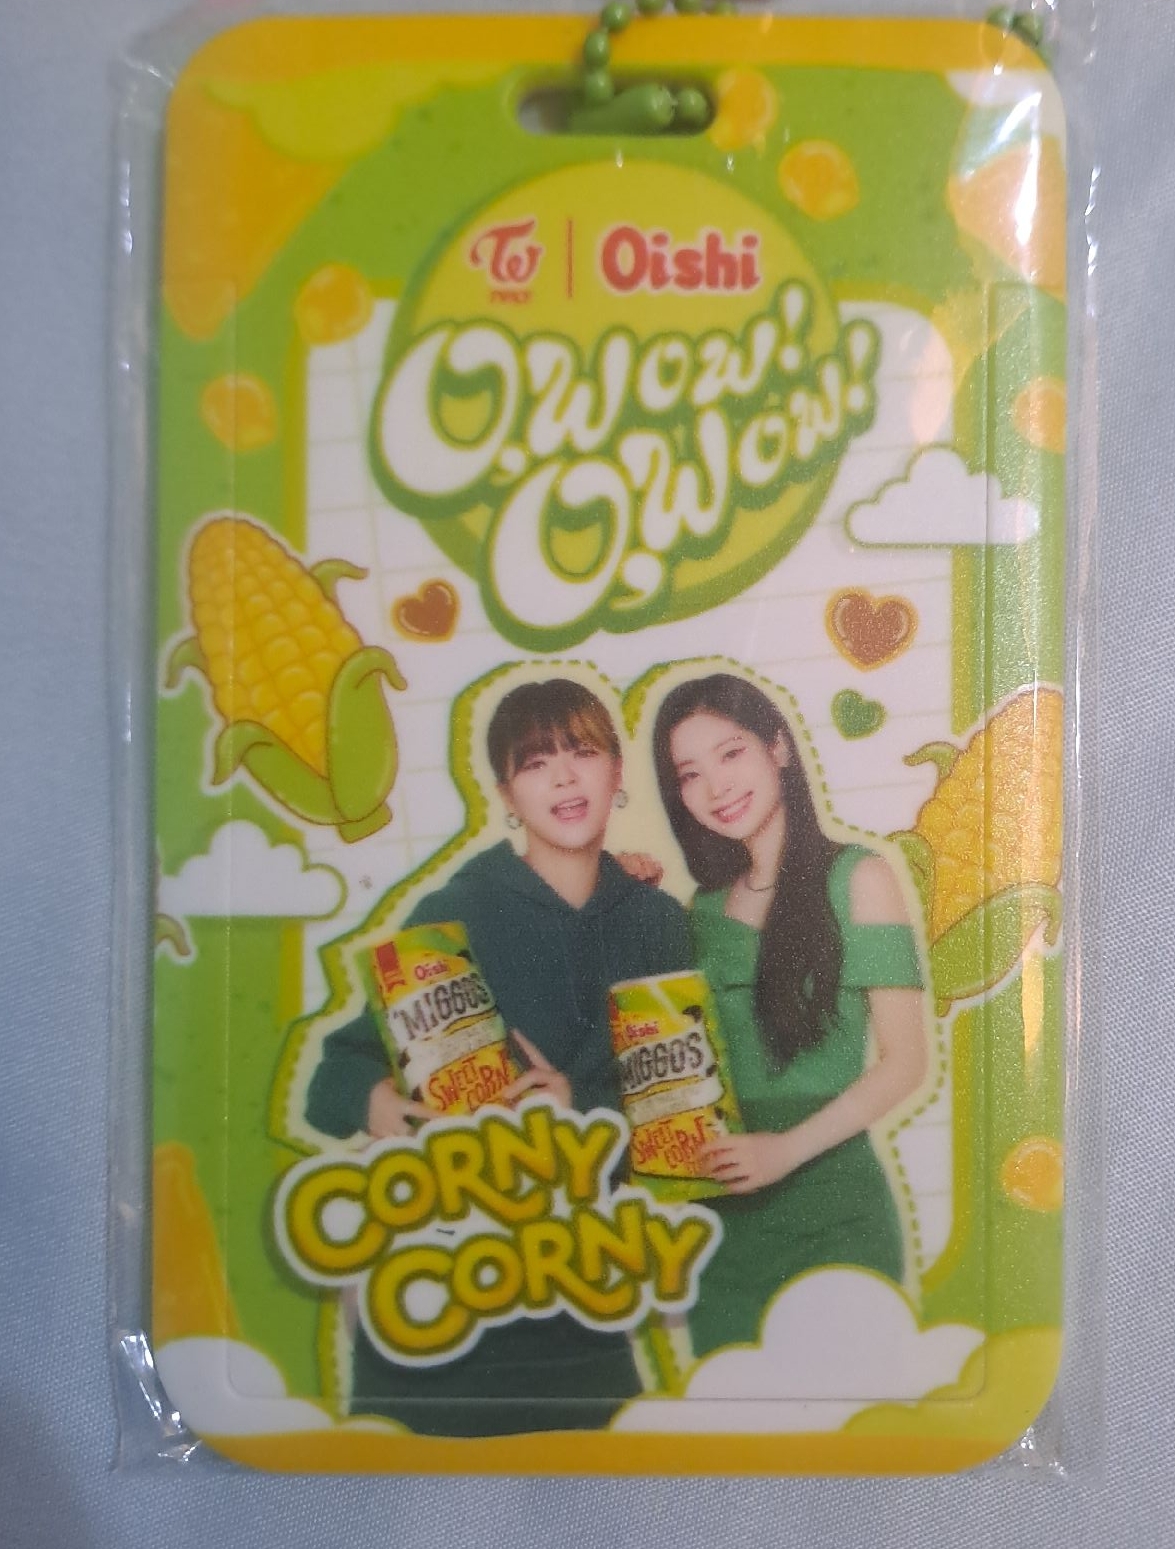 TW | Oishi
TWICE
O,Wow!
O,Wow!
Oishi
MIGGOS
SWEET
CORN
Oishi
MIGGOS
SWEET
CORN
CORNY
CORNY